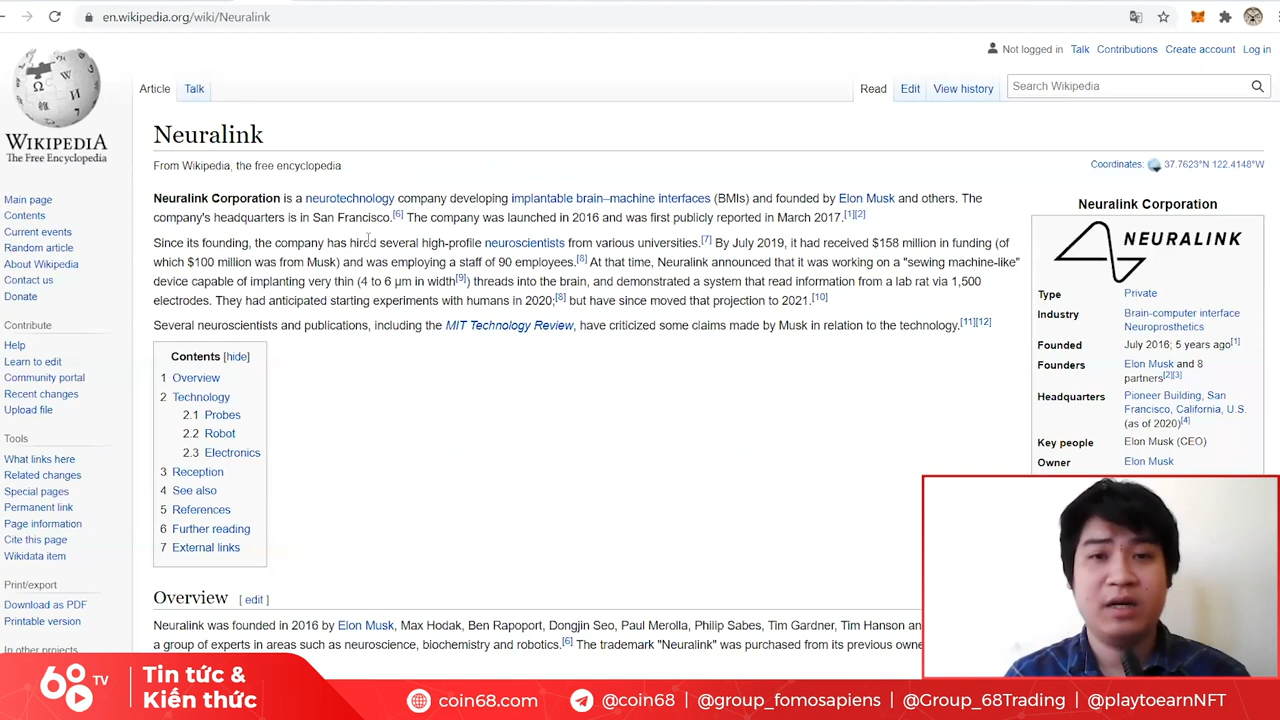 en.wikipedia.org/wiki/Neuralink
Not logged in Talk Contributions Create account Log in
Article Talk
Read Edit View history Search Wikipedia
WIKIPEDIA
The Free Encyclopedia
Main page
Contents
Current events
Random article
About Wikipedia
Contact us
Donate
Contribute
Help
Learn to edit
Community portal
Recent changes
Upload file
Tools
What links here
Related changes
Special pages
Permanent link
Page information
Cite this page
Wikidata item
Print/export
Download as PDF
Printable version
In other projects
Neuralink
From Wikipedia, the free encyclopedia
Coordinates: 37.7623°N 122.4148°W
Neuralink Corporation is a neurotechnology company developing implantable brain–machine interfaces (BMIs) and founded by Elon Musk and others. The
company's headquarters is in San Francisco.[6] The company was launched in 2016 and was first publicly reported in March 2017.[1][2]
Since its founding, the company has hired several high-profile neuroscientists from various universities.[7] By July 2019, it had received $158 million in funding (of
which $100 million was from Musk) and was employing a staff of 90 employees.[8] At that time, Neuralink announced that it was working on a "sewing machine-like"
device capable of implanting very thin (4 to 6 μm in width[9]) threads into the brain, and demonstrated a system that read information from a lab rat via 1,500
electrodes. They had anticipated starting experiments with humans in 2020;[8] but have since moved that projection to 2021.[10]
Several neuroscientists and publications, including the MIT Technology Review, have criticized some claims made by Musk in relation to the technology.[11][12]
Contents [hide]
1 Overview
2 Technology
2.1 Probes
2.2 Robot
2.3 Electronics
3 Reception
4 See also
5 References
6 Further reading
7 External links
Overview [ edit ]
Neuralink was founded in 2016 by Elon Musk, Max Hodak, Ben Rapoport, Dongjin Seo, Paul Merolla, Philip Sabes, Tim Gardner, Tim Hanson
a group of experts in areas such as neuroscience, biochemistry and robotics.[6] The trademark "Neuralink" was purchased from its previous
Neuralink Corporation
NEURALINK
Type Private
Industry Brain-computer interface
Neuroprosthetics
Founded July 2016; 5 years ago[1]
Founders Elon Musk and 8
partners[2][3]
Headquarters Pioneer Building, San
Francisco, California, U.S.
(as of 2020)[4]
Key people Elon Musk (CEO)
Owner Elon Musk
68 TV
Tin tức &
Kiến thức
coin68.com @coin68 | @group_fomosapiens | @Group_68Trading | @playtoearnNFT